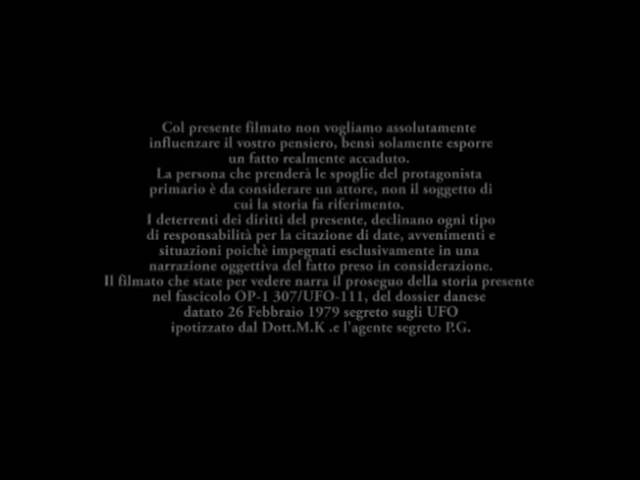 Col presente filmato non vogliamo assolutamente
influenzare il vostro pensiero, bensì solamente esporre
un fatto realmente accaduto.
La persona che prenderà le spoglie del protagonista
primario è da considerare un attore, non il soggetto di
cui la storia fa riferimento.
I deterrenti dei diritti del presente, declinano ogni tipo
di responsabilità per la citazione di date, avvenimenti e
situazioni poichè impegnati esclusivamente in una
narrazione oggettiva del fatto preso in considerazione.
Il filmato che state per vedere narra il proseguo della storia presente
nel fascicolo OP-1 307/UFO-111, del dossier danese
datato 26 Febbraio 1979 segreto sugli UFO
ipotizzato dal Dott.M.K .e l'agente segreto P.G.